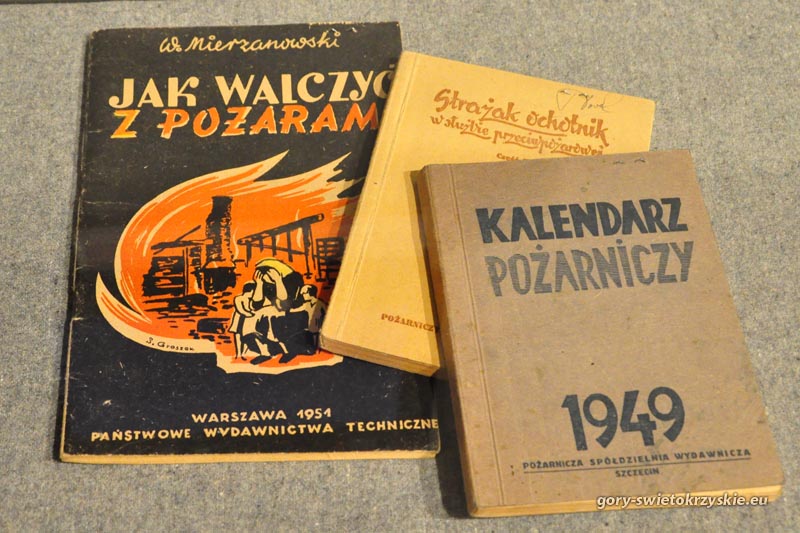 W. Mierzanowski
JAK WALCZYĆ
Z POŻARAM
S. Groszek
WARSZAWA 1951
PAŃSTWOWE WYDAWNICTWA TECHNICZNE
Strażak ochotnik
w służbie przeciwpożarowej
POŻARNICZY
KALENDARZ
POŻARNICZY
1949
POŻARNICZA SPÓŁDZIELNIA WYDAWNICZA
SZCZECIN
gory-swietokrzyskie.eu